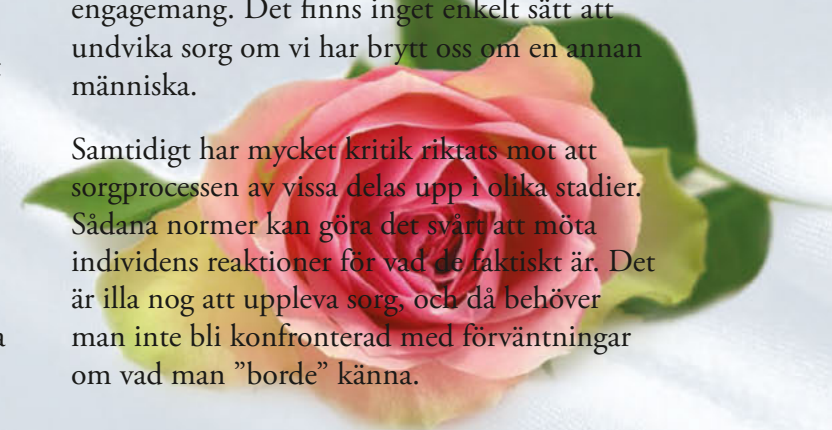 engagemang. Det finns inget enkelt sätt att
undvika sorg om vi har brytt oss om en annan
människa.
Samtidigt har mycket kritik riktats mot att
sorgprocessen av vissa delas upp i olika stadier.
Sådana normer kan göra det svårt att möta
individens reaktioner för vad de faktiskt är. Det
är illa nog att uppleva sorg, och då behöver
man inte bli konfronterad med förväntningar
om vad man ”borde” känna.